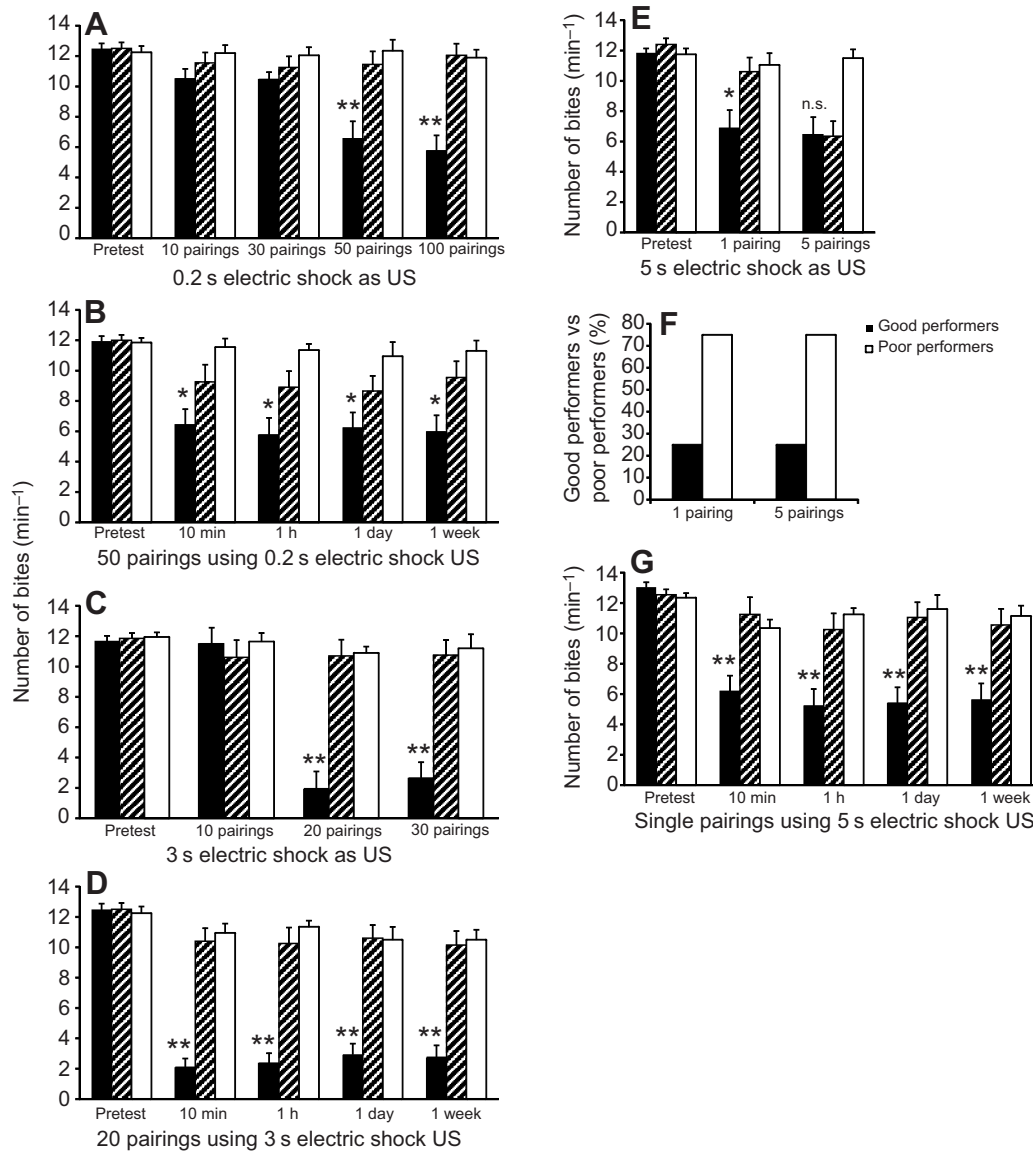 A
14
12
10
8
6
4
2
0
**
**
Pretest 10 pairings 30 pairings 50 pairings 100 pairings
0.2 s electric shock as US
B
14
12
10
8
6
4
2
0
*
*
*
*
Pretest 10 min 1 h 1 day 1 week
50 pairings using 0.2 s electric shock US
Number of bites (min−1)
C
14
12
10
8
6
4
2
0
**
**
Pretest 10 pairings 20 pairings 30 pairings
3 s electric shock as US
D
14
12
10
8
6
4
2
0
**
**
**
**
Pretest 10 min 1 h 1 day 1 week
20 pairings using 3 s electric shock US
E
Number of bites (min−1)
14
12
10
8
6
4
2
0
*
n.s.
Pretest 1 pairing 5 pairings
5 s electric shock as US
F
Good performers vs
poor performers (%)
80
70
60
50
40
30
20
10
0
1 pairing 5 pairings
Good performers
Poor performers
G
Number of bites (min−1)
14
12
10
8
6
4
2
0
**
**
**
**
Pretest 10 min 1 h 1 day 1 week
Single pairings using 5 s electric shock US